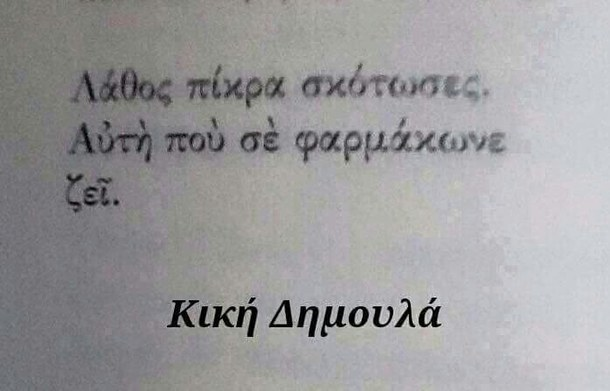 Λάθος πίκρα σκότωσες.
Αὐτὴ ποὺ σὲ φαρμάκωνε
ζεῖ.
Κική Δημουλά